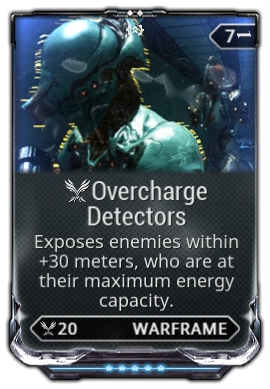 7
Overcharge
Detectors
Exposes enemies within
+30 meters, who are at
their maximum energy
capacity.
20 WARFRAME